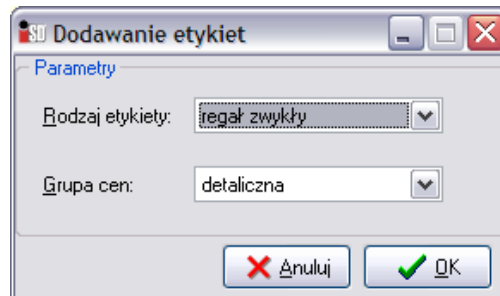 Dodawanie etykiet
Parametry
Rodzaj etykiety: regał zwykły
Grupa cen: detaliczna
Anuluj OK